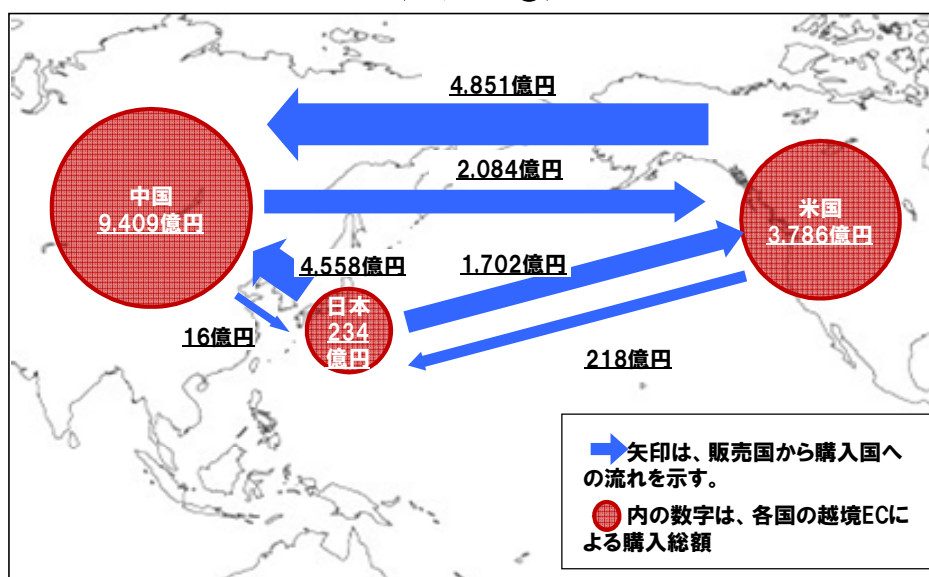 4,851億円
2,084億円
中国
9,409億円
米国
3,786億円
4,558億円
1,702億円
日本
234
億円
16億円
218億円
矢印は、販売国から購入国へ
の流れを示す。
内の数字は、各国の越境ECに
よる購入総額